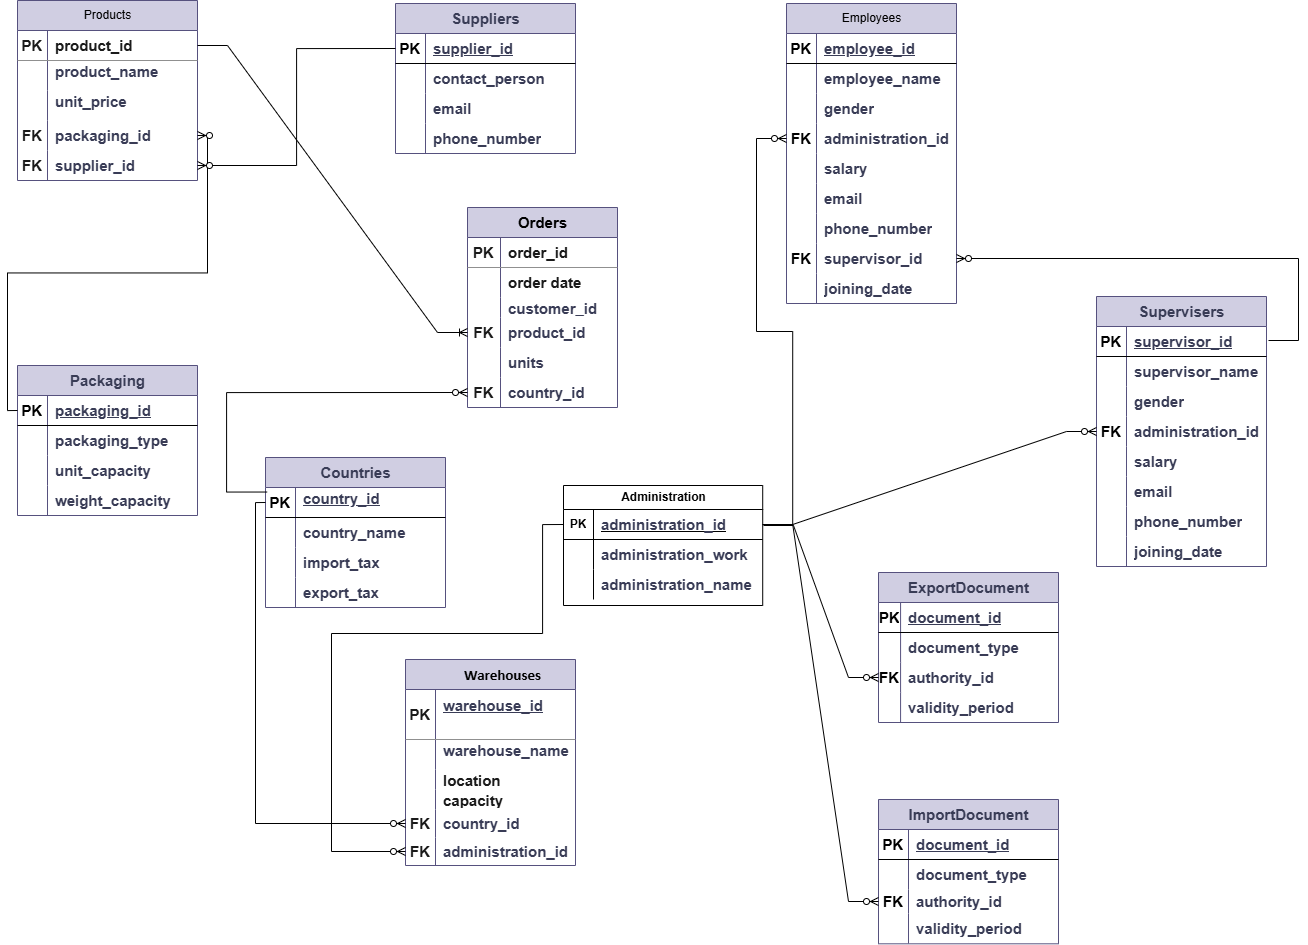 Products
PK product_id
product_name
unit_price
FK packaging_id
FK supplier_id
Suppliers
PK supplier_id
contact_person
email
phone_number
Employees
PK employee_id
employee_name
gender
FK administration_id
salary
email
phone_number
FK supervisor_id
joining_date
Orders
PK order_id
order date
customer_id
FK product_id
units
FK country_id
Supervisers
PK supervisor_id
supervisor_name
gender
FK administration_id
salary
email
phone_number
joining_date
Packaging
PK packaging_id
packaging_type
unit_capacity
weight_capacity
Countries
PK country_id
country_name
import_tax
export_tax
Administration
PK administration_id
administration_work
administration_name
ExportDocument
PK document_id
document_type
FK authority_id
validity_period
Warehouses
PK warehouse_id
warehouse_name
location
capacity
FK country_id
FK administration_id
ImportDocument
PK document_id
document_type
FK authority_id
validity_period